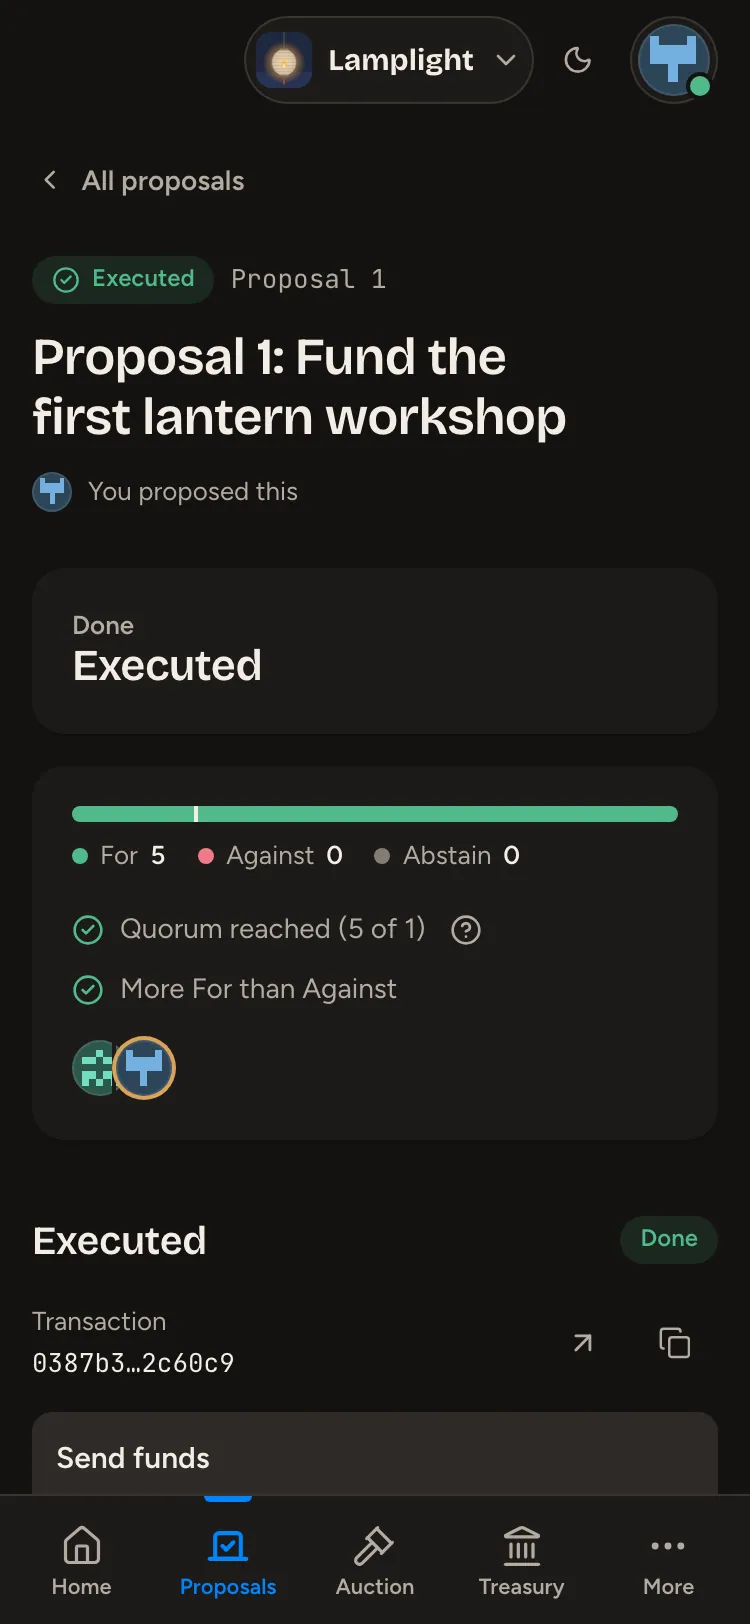 Lamplight
All proposals
Executed Proposal 1
Proposal 1: Fund the
first lantern workshop
You proposed this
Done
Executed
For 5 Against 0 Abstain 0
Quorum reached (5 of 1)
More For than Against
Executed Done
Transaction
0387b3…2c60c9
Send funds
Home Proposals Auction Treasury More